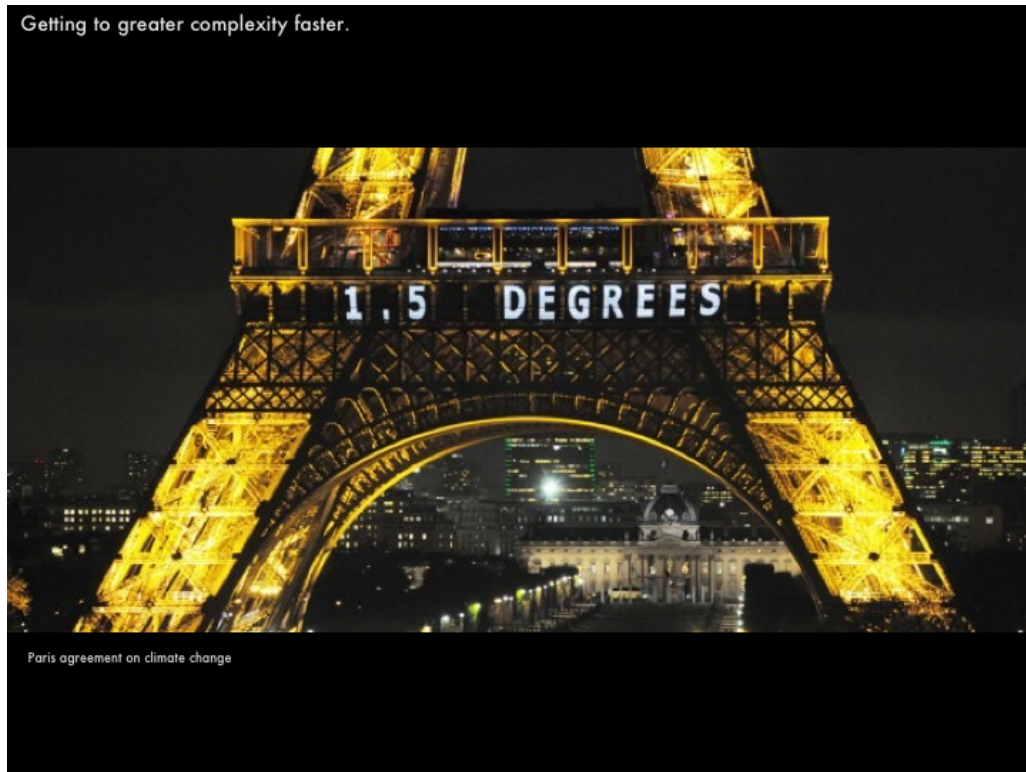 Getting to greater complexity faster.
1.5 DEGREES
Paris agreement on climate change